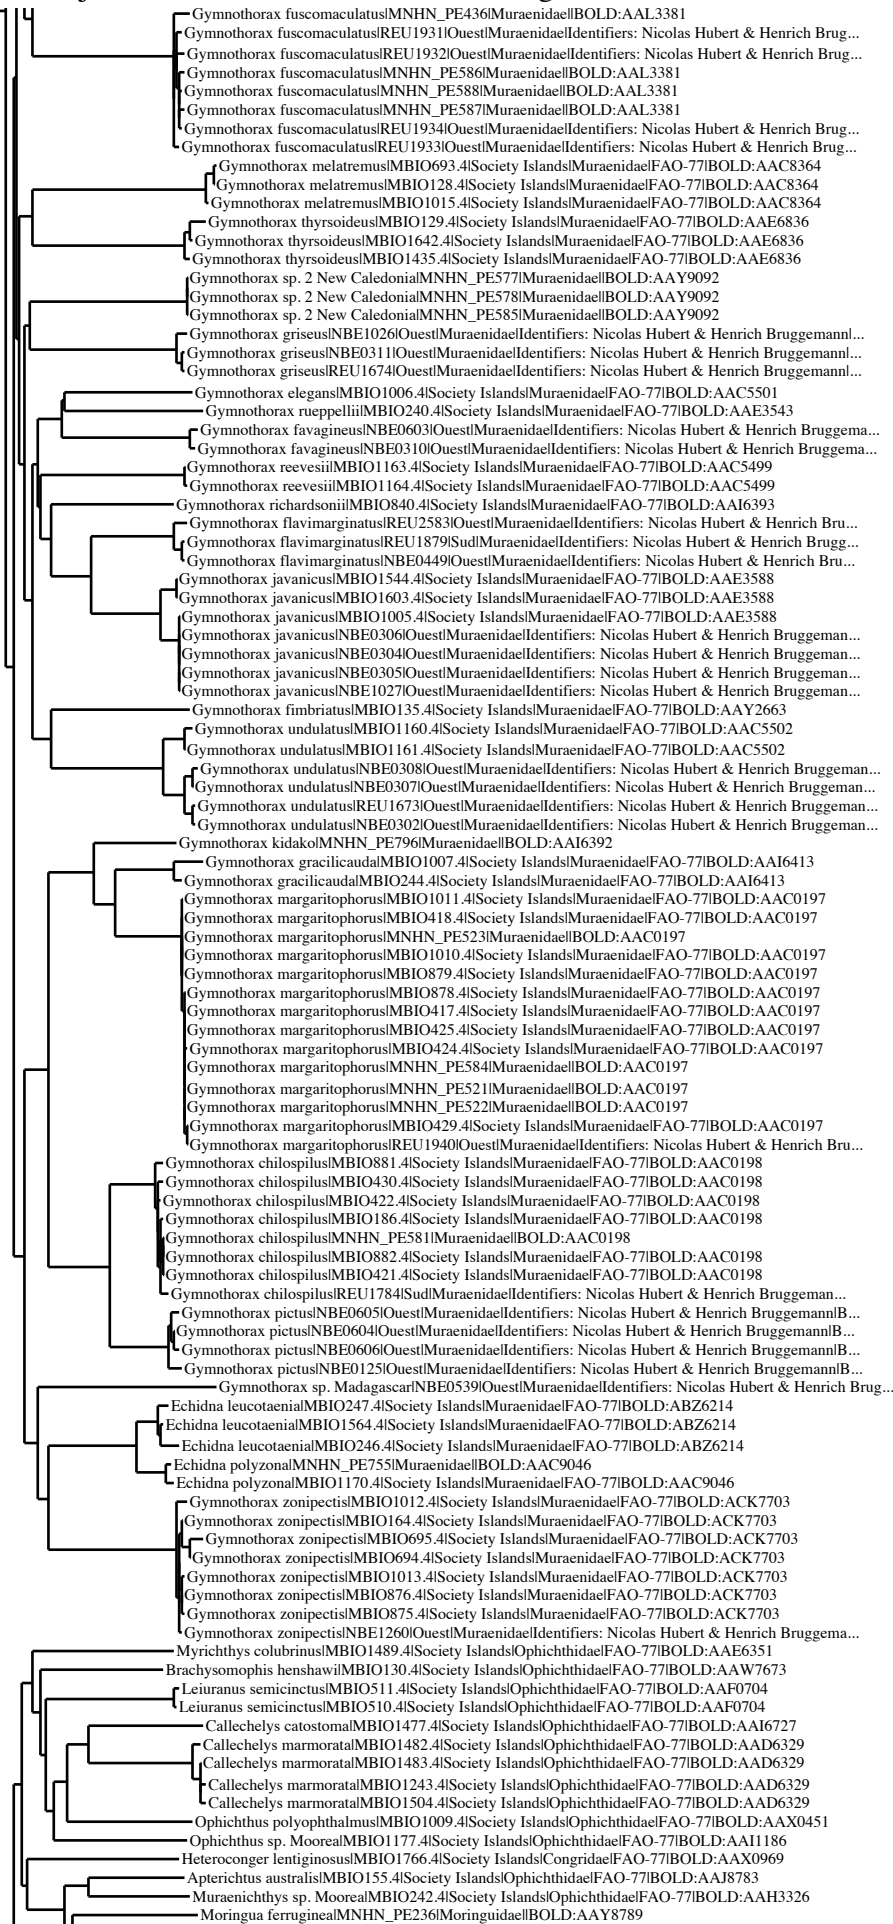 Gymnothorax fuscomaculatus|MNHN_PE436|Muraenidae||BOLD:AAL3381
Gymnothorax fuscomaculatus|REU1931|Ouest|Muraenidae|Identifiers: Nicolas Hubert & Henrich Brug...
Gymnothorax fuscomaculatus|REU1932|Ouest|Muraenidae|Identifiers: Nicolas Hubert & Henrich Brug...
Gymnothorax fuscomaculatus|MNHN_PE586|Muraenidae||BOLD:AAL3381
Gymnothorax fuscomaculatus|MNHN_PE588|Muraenidae||BOLD:AAL3381
Gymnothorax fuscomaculatus|MNHN_PE587|Muraenidae||BOLD:AAL3381
Gymnothorax fuscomaculatus|REU1934|Ouest|Muraenidae|Identifiers: Nicolas Hubert & Henrich Brug...
Gymnothorax fuscomaculatus|REU1933|Ouest|Muraenidae|Identifiers: Nicolas Hubert & Henrich Brug...
Gymnothorax melatremus|MBIO693.4|Society Islands|Muraenidae|FAO-77|BOLD:AAC8364
Gymnothorax melatremus|MBIO128.4|Society Islands|Muraenidae|FAO-77|BOLD:AAC8364
Gymnothorax melatremus|MBIO1015.4|Society Islands|Muraenidae|FAO-77|BOLD:AAC8364
Gymnothorax thyrsoideus|MBIO129.4|Society Islands|Muraenidae|FAO-77|BOLD:AAE6836
Gymnothorax thyrsoideus|MBIO1642.4|Society Islands|Muraenidae|FAO-77|BOLD:AAE6836
Gymnothorax thyrsoideus|MBIO1435.4|Society Islands|Muraenidae|FAO-77|BOLD:AAE6836
Gymnothorax sp. 2 New Caledonia|MNHN_PE577|Muraenidae||BOLD:AAY9092
Gymnothorax sp. 2 New Caledonia|MNHN_PE578|Muraenidae||BOLD:AAY9092
Gymnothorax sp. 2 New Caledonia|MNHN_PE585|Muraenidae||BOLD:AAY9092
Gymnothorax griseus|NBE1026|Ouest|Muraenidae|Identifiers: Nicolas Hubert & Henrich Bruggemann|...
Gymnothorax griseus|NBE0311|Ouest|Muraenidae|Identifiers: Nicolas Hubert & Henrich Bruggemann|...
Gymnothorax griseus|REU1674|Ouest|Muraenidae|Identifiers: Nicolas Hubert & Henrich Bruggemann|...
Gymnothorax elegans|MBIO1006.4|Society Islands|Muraenidae|FAO-77|BOLD:AAC5501
Gymnothorax rueppellii|MBIO240.4|Society Islands|Muraenidae|FAO-77|BOLD:AAE3543
Gymnothorax favagineus|NBE0603|Ouest|Muraenidae|Identifiers: Nicolas Hubert & Henrich Bruggema...
Gymnothorax favagineus|NBE0310|Ouest|Muraenidae|Identifiers: Nicolas Hubert & Henrich Bruggema...
Gymnothorax reevesii|MBIO1163.4|Society Islands|Muraenidae|FAO-77|BOLD:AAC5499
Gymnothorax reevesii|MBIO1164.4|Society Islands|Muraenidae|FAO-77|BOLD:AAC5499
Gymnothorax richardsonii|MBIO840.4|Society Islands|Muraenidae|FAO-77|BOLD:AAI6393
Gymnothorax flavimarginatus|REU2583|Ouest|Muraenidae|Identifiers: Nicolas Hubert & Henrich Bru...
Gymnothorax flavimarginatus|REU1879|Sud|Muraenidae|Identifiers: Nicolas Hubert & Henrich Brugg...
Gymnothorax flavimarginatus|NBE0449|Ouest|Muraenidae|Identifiers: Nicolas Hubert & Henrich Bru...
Gymnothorax javanicus|MBIO1544.4|Society Islands|Muraenidae|FAO-77|BOLD:AAE3588
Gymnothorax javanicus|MBIO1603.4|Society Islands|Muraenidae|FAO-77|BOLD:AAE3588
Gymnothorax javanicus|MBIO1005.4|Society Islands|Muraenidae|FAO-77|BOLD:AAE3588
Gymnothorax javanicus|NBE0306|Ouest|Muraenidae|Identifiers: Nicolas Hubert & Henrich Bruggeman...
Gymnothorax javanicus|NBE0304|Ouest|Muraenidae|Identifiers: Nicolas Hubert & Henrich Bruggeman...
Gymnothorax javanicus|NBE0305|Ouest|Muraenidae|Identifiers: Nicolas Hubert & Henrich Bruggeman...
Gymnothorax javanicus|NBE1027|Ouest|Muraenidae|Identifiers: Nicolas Hubert & Henrich Bruggeman...
Gymnothorax fimbriatus|MBIO135.4|Society Islands|Muraenidae|FAO-77|BOLD:AAY2663
Gymnothorax undulatus|MBIO1160.4|Society Islands|Muraenidae|FAO-77|BOLD:AAC5502
Gymnothorax undulatus|MBIO1161.4|Society Islands|Muraenidae|FAO-77|BOLD:AAC5502
Gymnothorax undulatus|NBE0308|Ouest|Muraenidae|Identifiers: Nicolas Hubert & Henrich Bruggeman...
Gymnothorax undulatus|NBE0307|Ouest|Muraenidae|Identifiers: Nicolas Hubert & Henrich Bruggeman...
Gymnothorax undulatus|REU1673|Ouest|Muraenidae|Identifiers: Nicolas Hubert & Henrich Bruggeman...
Gymnothorax undulatus|NBE0302|Ouest|Muraenidae|Identifiers: Nicolas Hubert & Henrich Bruggeman...
Gymnothorax kidako|MNHN_PE796|Muraenidae||BOLD:AAI6392
Gymnothorax gracilicauda|MBIO1007.4|Society Islands|Muraenidae|FAO-77|BOLD:AAI6413
Gymnothorax gracilicauda|MBIO244.4|Society Islands|Muraenidae|FAO-77|BOLD:AAI6413
Gymnothorax margaritophorus|MBIO1011.4|Society Islands|Muraenidae|FAO-77|BOLD:AAC0197
Gymnothorax margaritophorus|MBIO418.4|Society Islands|Muraenidae|FAO-77|BOLD:AAC0197
Gymnothorax margaritophorus|MNHN_PE523|Muraenidae||BOLD:AAC0197
Gymnothorax margaritophorus|MBIO1010.4|Society Islands|Muraenidae|FAO-77|BOLD:AAC0197
Gymnothorax margaritophorus|MBIO879.4|Society Islands|Muraenidae|FAO-77|BOLD:AAC0197
Gymnothorax margaritophorus|MBIO878.4|Society Islands|Muraenidae|FAO-77|BOLD:AAC0197
Gymnothorax margaritophorus|MBIO417.4|Society Islands|Muraenidae|FAO-77|BOLD:AAC0197
Gymnothorax margaritophorus|MBIO425.4|Society Islands|Muraenidae|FAO-77|BOLD:AAC0197
Gymnothorax margaritophorus|MBIO424.4|Society Islands|Muraenidae|FAO-77|BOLD:AAC0197
Gymnothorax margaritophorus|MNHN_PE584|Muraenidae||BOLD:AAC0197
Gymnothorax margaritophorus|MNHN_PE521|Muraenidae||BOLD:AAC0197
Gymnothorax margaritophorus|MNHN_PE522|Muraenidae||BOLD:AAC0197
Gymnothorax margaritophorus|MBIO429.4|Society Islands|Muraenidae|FAO-77|BOLD:AAC0197
Gymnothorax margaritophorus|REU1940|Ouest|Muraenidae|Identifiers: Nicolas Hubert & Henrich Bru...
Gymnothorax chilospilus|MBIO881.4|Society Islands|Muraenidae|FAO-77|BOLD:AAC0198
Gymnothorax chilospilus|MBIO430.4|Society Islands|Muraenidae|FAO-77|BOLD:AAC0198
Gymnothorax chilospilus|MBIO422.4|Society Islands|Muraenidae|FAO-77|BOLD:AAC0198
Gymnothorax chilospilus|MBIO186.4|Society Islands|Muraenidae|FAO-77|BOLD:AAC0198
Gymnothorax chilospilus|MNHN_PE581|Muraenidae||BOLD:AAC0198
Gymnothorax chilospilus|MBIO882.4|Society Islands|Muraenidae|FAO-77|BOLD:AAC0198
Gymnothorax chilospilus|MBIO421.4|Society Islands|Muraenidae|FAO-77|BOLD:AAC0198
Gymnothorax chilospilus|REU1784|Sud|Muraenidae|Identifiers: Nicolas Hubert & Henrich Bruggeman...
Gymnothorax pictus|NBE0605|Ouest|Muraenidae|Identifiers: Nicolas Hubert & Henrich Bruggemann|B...
Gymnothorax pictus|NBE0604|Ouest|Muraenidae|Identifiers: Nicolas Hubert & Henrich Bruggemann|B...
Gymnothorax pictus|NBE0606|Ouest|Muraenidae|Identifiers: Nicolas Hubert & Henrich Bruggemann|B...
Gymnothorax pictus|NBE0125|Ouest|Muraenidae|Identifiers: Nicolas Hubert & Henrich Bruggemann|B...
Gymnothorax sp. Madagascar|NBE0539|Ouest|Muraenidae|Identifiers: Nicolas Hubert & Henrich Brug...
Echidna leucotaenia|MBIO247.4|Society Islands|Muraenidae|FAO-77|BOLD:ABZ6214
Echidna leucotaenia|MBIO1564.4|Society Islands|Muraenidae|FAO-77|BOLD:ABZ6214
Echidna leucotaenia|MBIO246.4|Society Islands|Muraenidae|FAO-77|BOLD:ABZ6214
Echidna polyzona|MNHN_PE755|Muraenidae||BOLD:AAC9046
Echidna polyzona|MBIO1170.4|Society Islands|Muraenidae|FAO-77|BOLD:AAC9046
Gymnothorax zonipectis|MBIO1012.4|Society Islands|Muraenidae|FAO-77|BOLD:ACK7703
Gymnothorax zonipectis|MBIO164.4|Society Islands|Muraenidae|FAO-77|BOLD:ACK7703
Gymnothorax zonipectis|MBIO695.4|Society Islands|Muraenidae|FAO-77|BOLD:ACK7703
Gymnothorax zonipectis|MBIO694.4|Society Islands|Muraenidae|FAO-77|BOLD:ACK7703
Gymnothorax zonipectis|MBIO1013.4|Society Islands|Muraenidae|FAO-77|BOLD:ACK7703
Gymnothorax zonipectis|MBIO876.4|Society Islands|Muraenidae|FAO-77|BOLD:ACK7703
Gymnothorax zonipectis|MBIO875.4|Society Islands|Muraenidae|FAO-77|BOLD:ACK7703
Gymnothorax zonipectis|NBE1260|Ouest|Muraenidae|Identifiers: Nicolas Hubert & Henrich Bruggema...
Myrichthys colubrinus|MBIO1489.4|Society Islands|Ophichthidae|FAO-77|BOLD:AAE6351
Brachysomophis henshawi|MBIO130.4|Society Islands|Ophichthidae|FAO-77|BOLD:AAW7673
Leiuranus semicinctus|MBIO511.4|Society Islands|Ophichthidae|FAO-77|BOLD:AAF0704
Leiuranus semicinctus|MBIO510.4|Society Islands|Ophichthidae|FAO-77|BOLD:AAF0704
Callechelys catostoma|MBIO1477.4|Society Islands|Ophichthidae|FAO-77|BOLD:AAI6727
Callechelys marmorata|MBIO1482.4|Society Islands|Ophichthidae|FAO-77|BOLD:AAD6329
Callechelys marmorata|MBIO1483.4|Society Islands|Ophichthidae|FAO-77|BOLD:AAD6329
Callechelys marmorata|MBIO1243.4|Society Islands|Ophichthidae|FAO-77|BOLD:AAD6329
Callechelys marmorata|MBIO1504.4|Society Islands|Ophichthidae|FAO-77|BOLD:AAD6329
Ophichthus polyophthalmus|MBIO1009.4|Society Islands|Ophichthidae|FAO-77|BOLD:AAX0451
Ophichthus sp. Moorea|MBIO1177.4|Society Islands|Ophichthidae|FAO-77|BOLD:AAI1186
Heteroconger lentiginosus|MBIO1766.4|Society Islands|Congridae|FAO-77|BOLD:AAX0969
Apterichtus australis|MBIO155.4|Society Islands|Ophichthidae|FAO-77|BOLD:AAJ8783
Muraenichthys sp. Moorea|MBIO242.4|Society Islands|Ophichthidae|FAO-77|BOLD:AAH3326
Moringua ferruginea|MNHN_PE236|Moringuidae||BOLD:AAY8789